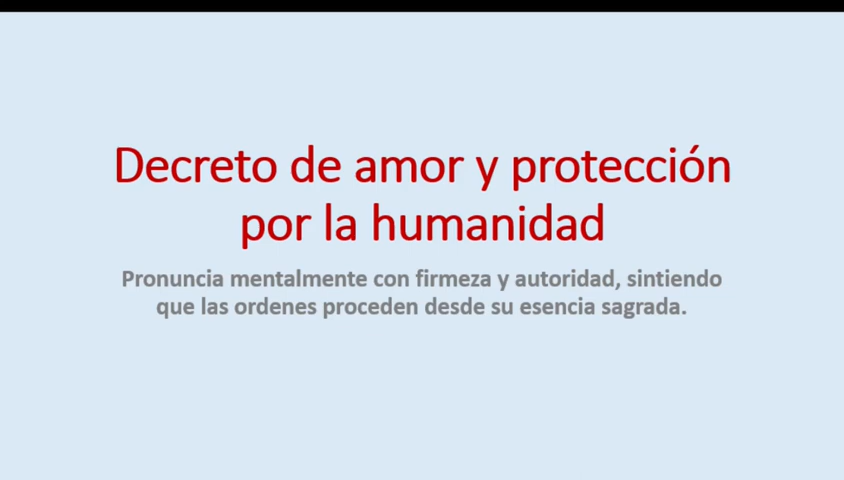 Decreto de amor y protección
por la humanidad
Pronuncia mentalmente con firmeza y autoridad, sintiendo
que las ordenes proceden desde su esencia sagrada.